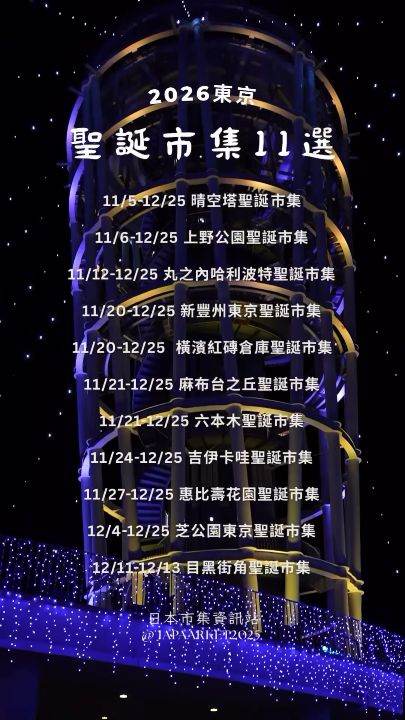 2026東京
聖誕市集11選
11/5-12/25 晴空塔聖誕市集
11/6-12/25 上野公園聖誕市集
11/12-12/25 丸之內哈利波特聖誕市集
11/20-12/25 新豐州東京聖誕市集
11/20-12/25 橫濱紅磚倉庫聖誕市集
11/21-12/25 麻布台之丘聖誕市集
11/21-12/25 六本木聖誕市集
11/24-12/25 吉伊卡哇聖誕市集
11/27-12/25 惠比壽花園聖誕市集
12/4-12/25 芝公園東京聖誕市集
12/11-12/13 目黑街角聖誕市集
日本市集資訊站